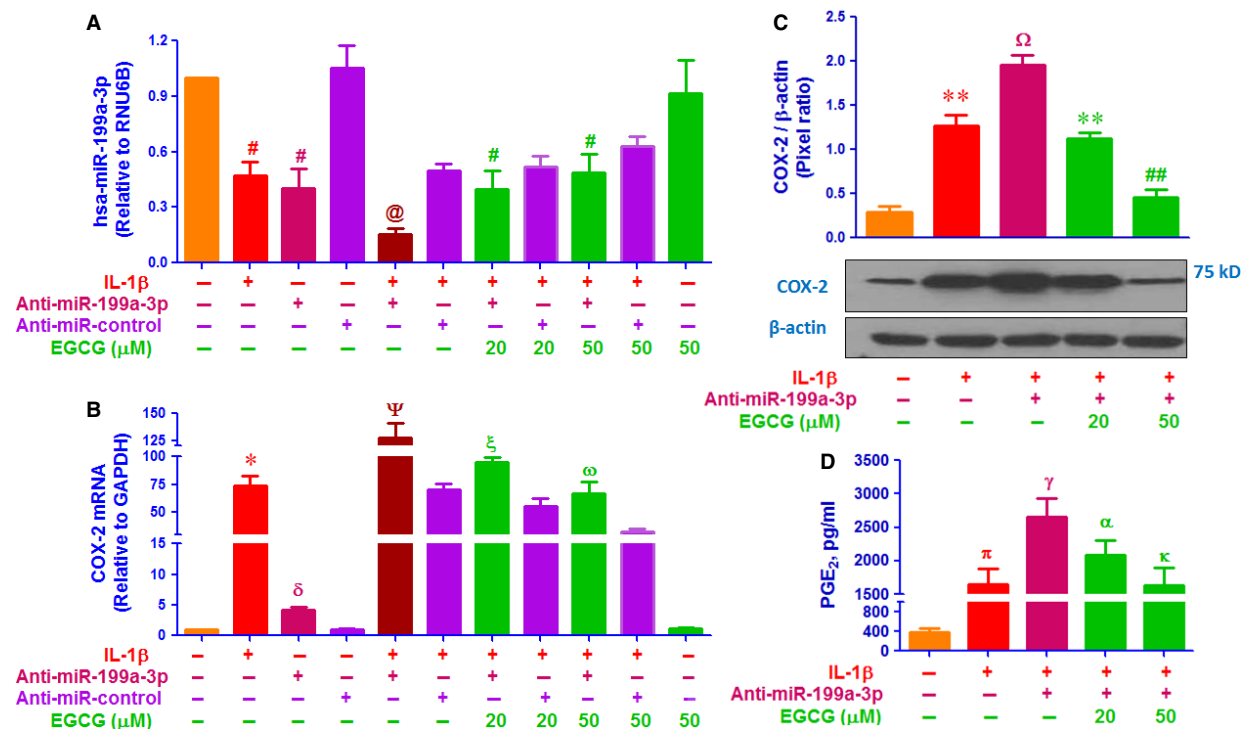 A
hsa-miR-199a-3p
(Relative to RNU6B)
1.2
0.9
0.6
0.3
0.0
# # @ # #
IL-1β – + – – + + + + + + –
Anti-miR-199a-3p – – + – + – + – + – –
Anti-miR-control – – – + – + – + – + –
EGCG (μM) – – – – – – 20 20 50 50 50
B
COX-2 mRNA
(Relative to GAPDH)
150
125
100
75
50
15
10
5
0
* δ Ψ ξ ω
IL-1β – + – – + + + + + + –
Anti-miR-199a-3p – – + – + – + – + – –
Anti-miR-control – – – + – + – + – + –
EGCG (μM) – – – – – – 20 20 50 50 50
C
COX-2 / β-actin
(Pixel ratio)
2.5
2.0
1.5
1.0
0.5
0.0
** Ω ** ##
COX-2
75 kD
β-actin
IL-1β – + + + +
Anti-miR-199a-3p – – + + +
EGCG (μM) – – – 20 50
D
PGE2, pg/ml
3500
3000
2500
2000
1500
800
400
0
π γ α κ
IL-1β – + + + +
Anti-miR-199a-3p – – + + +
EGCG (μM) – – – 20 50